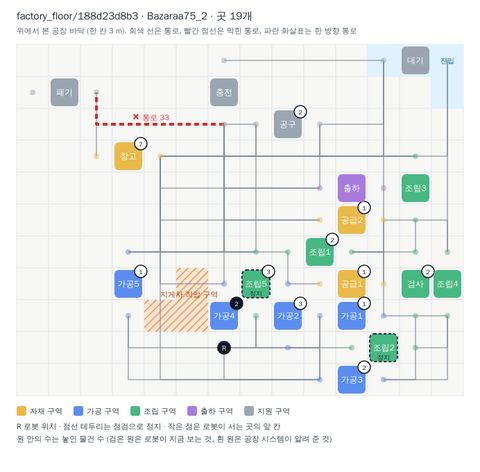 factory_floor/188d23d8b3 · Bazaraa75_2 · 곳 19개
위에서 본 공장 바닥 (한 칸 3 m). 회색 선은 통로, 빨간 점선은 막힌 통로, 파란 화살표는 한 방향 통로
대기
진입
폐기
충전
✕ 통로 33
공구
2
창고
7
출하
조립3
공급2
1
조립1
2
가공5
1
지게차 작업 구역
조립5
3
정지
공급1
1
검사
2
조립4
가공4
2
가공2
3
가공1
1
R
조립2
정지
가공3
2
자재 구역
가공 구역
조립 구역
출하 구역
지원 구역
R 로봇 위치 · 점선 테두리는 점검으로 정지 · 작은 점은 로봇이 서는 곳의 앞 칸
원 안의 수는 놓인 물건 수 (검은 원은 로봇이 지금 보는 것, 흰 원은 공장 시스템이 알려 준 것)